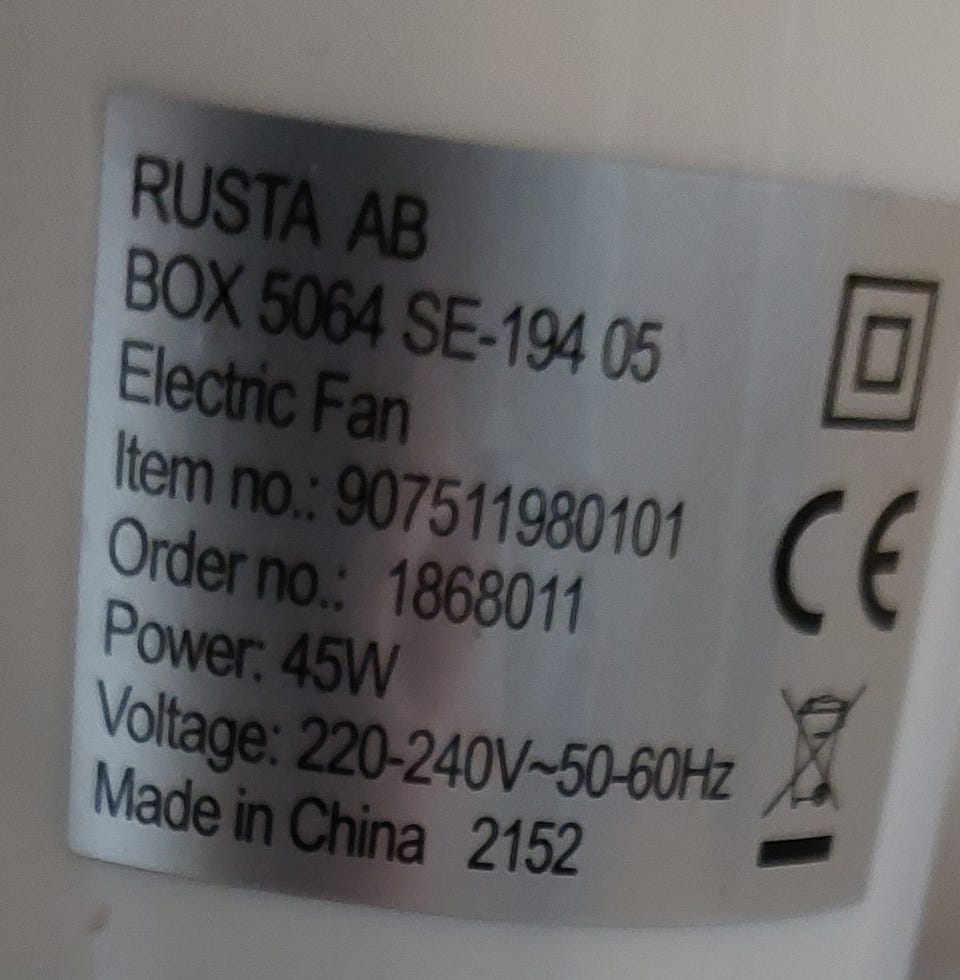 RUSTA AB
BOX 5064 SE-194 05
Electric Fan
Item no.: 907511980101
Order no.: 1868011
Power: 45W
Voltage: 220-240V~50-60Hz
Made in China 2152
CE